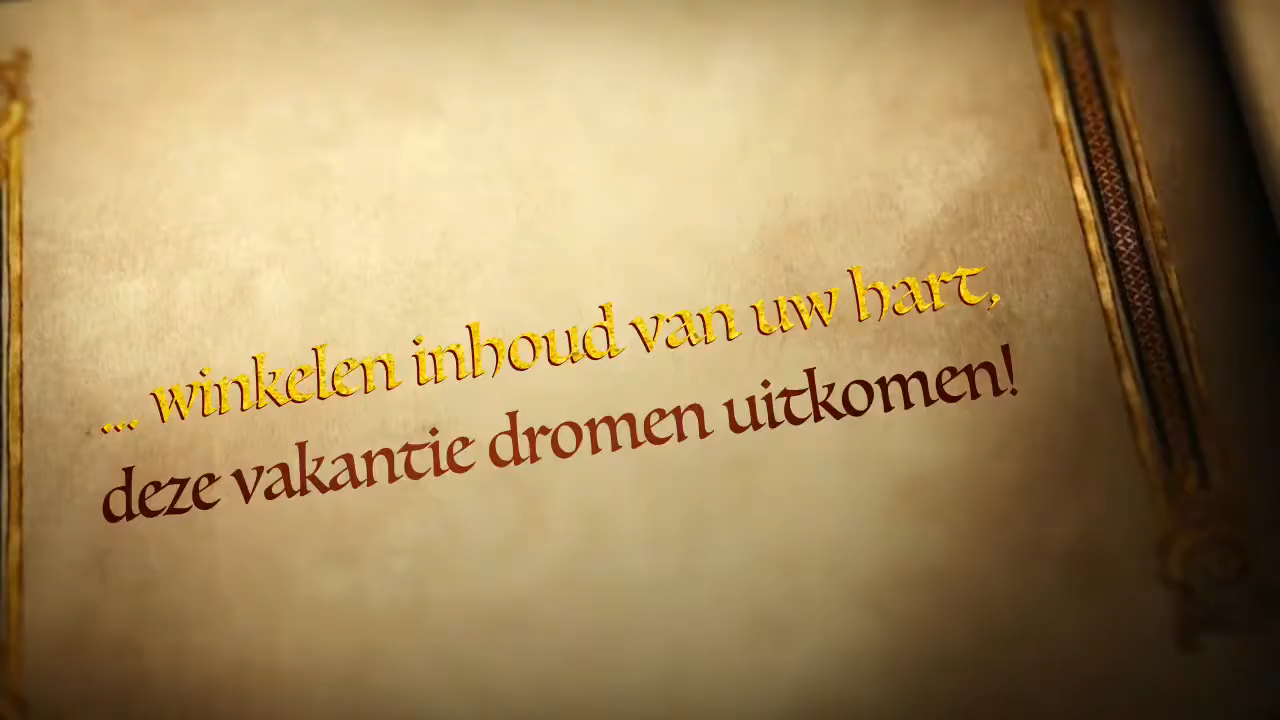 ... winkelen inhoud van uw hart,
deze vakantie dromen uitkomen!